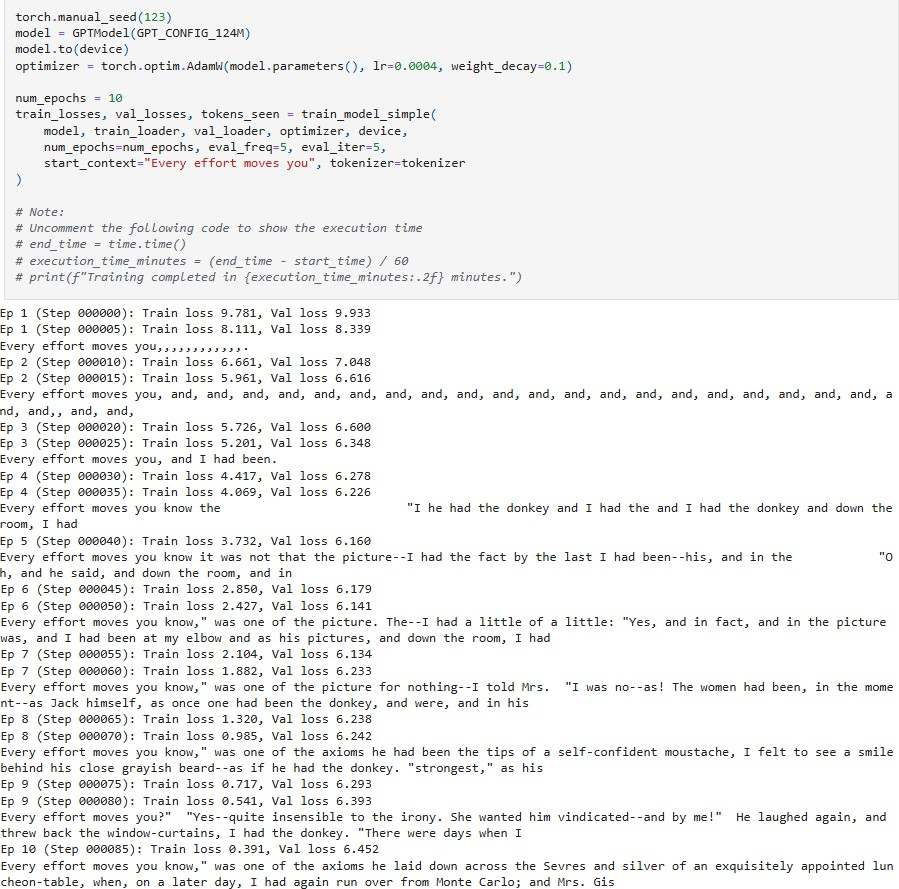 torch.manual_seed(123)
model = GPTModel(GPT_CONFIG_124M)
model.to(device)
optimizer = torch.optim.AdamW(model.parameters(), lr=0.0004, weight_decay=0.1)

num_epochs = 10
train_losses, val_losses, tokens_seen = train_model_simple(
    model, train_loader, val_loader, optimizer, device,
    num_epochs=num_epochs, eval_freq=5, eval_iter=5,
    start_context="Every effort moves you", tokenizer=tokenizer
)

# Note:
# Uncomment the following code to show the execution time
# end_time = time.time()
# execution_time_minutes = (end_time - start_time) / 60
# print(f"Training completed in {execution_time_minutes:.2f} minutes.")

Ep 1 (Step 000000): Train loss 9.781, Val loss 9.933
Ep 1 (Step 000005): Train loss 8.111, Val loss 8.339
Every effort moves you,,,,,,,,,,,,.
Ep 2 (Step 000010): Train loss 6.661, Val loss 7.048
Ep 2 (Step 000015): Train loss 5.961, Val loss 6.616
Every effort moves you, and, and, and, and, and, and, and, and, and, and, and, and, and, and, and, and, and, and, and, and, a
nd, and,, and, and,
Ep 3 (Step 000020): Train loss 5.726, Val loss 6.600
Ep 3 (Step 000025): Train loss 5.201, Val loss 6.348
Every effort moves you, and I had been.
Ep 4 (Step 000030): Train loss 4.417, Val loss 6.278
Ep 4 (Step 000035): Train loss 4.069, Val loss 6.226
Every effort moves you know the                          "I he had the donkey and I had the and I had the donkey and down the
room, I had
Ep 5 (Step 000040): Train loss 3.732, Val loss 6.160
Every effort moves you know it was not that the picture--I had the fact by the last I had been--his, and in the            "O
h, and he said, and down the room, and in
Ep 6 (Step 000045): Train loss 2.850, Val loss 6.179
Ep 6 (Step 000050): Train loss 2.427, Val loss 6.141
Every effort moves you know," was one of the picture. The--I had a little of a little: "Yes, and in fact, and in the picture
was, and I had been at my elbow and as his pictures, and down the room, I had
Ep 7 (Step 000055): Train loss 2.104, Val loss 6.134
Ep 7 (Step 000060): Train loss 1.882, Val loss 6.233
Every effort moves you know," was one of the picture for nothing--I told Mrs.  "I was no--as! The women had been, in the mome
nt--as Jack himself, as once one had been the donkey, and were, and in his
Ep 8 (Step 000065): Train loss 1.320, Val loss 6.238
Ep 8 (Step 000070): Train loss 0.985, Val loss 6.242
Every effort moves you know," was one of the axioms he had been the tips of a self-confident moustache, I felt to see a smile
behind his close grayish beard--as if he had the donkey. "strongest," as his
Ep 9 (Step 000075): Train loss 0.717, Val loss 6.293
Ep 9 (Step 000080): Train loss 0.541, Val loss 6.393
Every effort moves you?"  "Yes--quite insensible to the irony. She wanted him vindicated--and by me!"  He laughed again, and
threw back the window-curtains, I had the donkey. "There were days when I
Ep 10 (Step 000085): Train loss 0.391, Val loss 6.452
Every effort moves you know," was one of the axioms he laid down across the Sevres and silver of an exquisitely appointed lun
cheon-table, when, on a later day, I had again run over from Monte Carlo; and Mrs. Gis